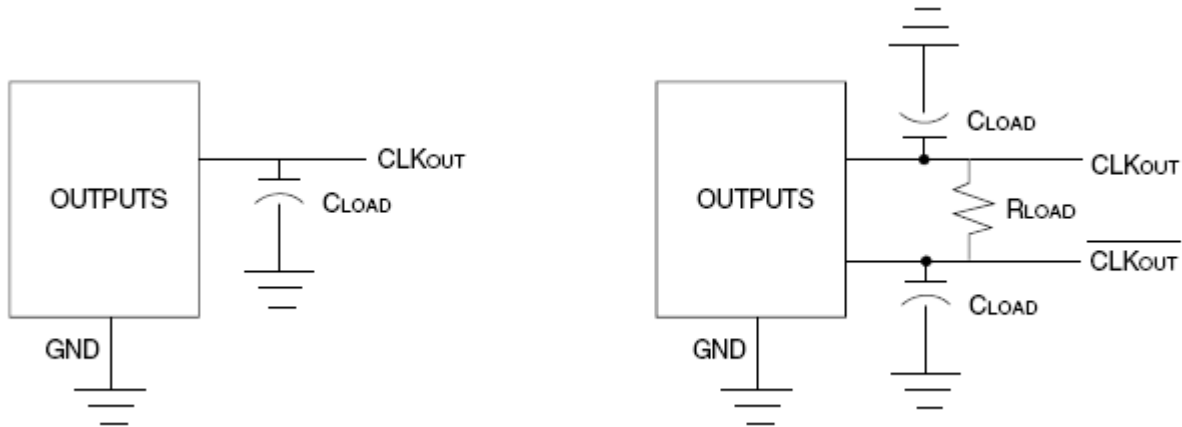 OUTPUTS
CLKOUT
CLOAD
GND
CLOAD
OUTPUTS
CLKOUT
RLOAD
CLKOUT
CLOAD
GND